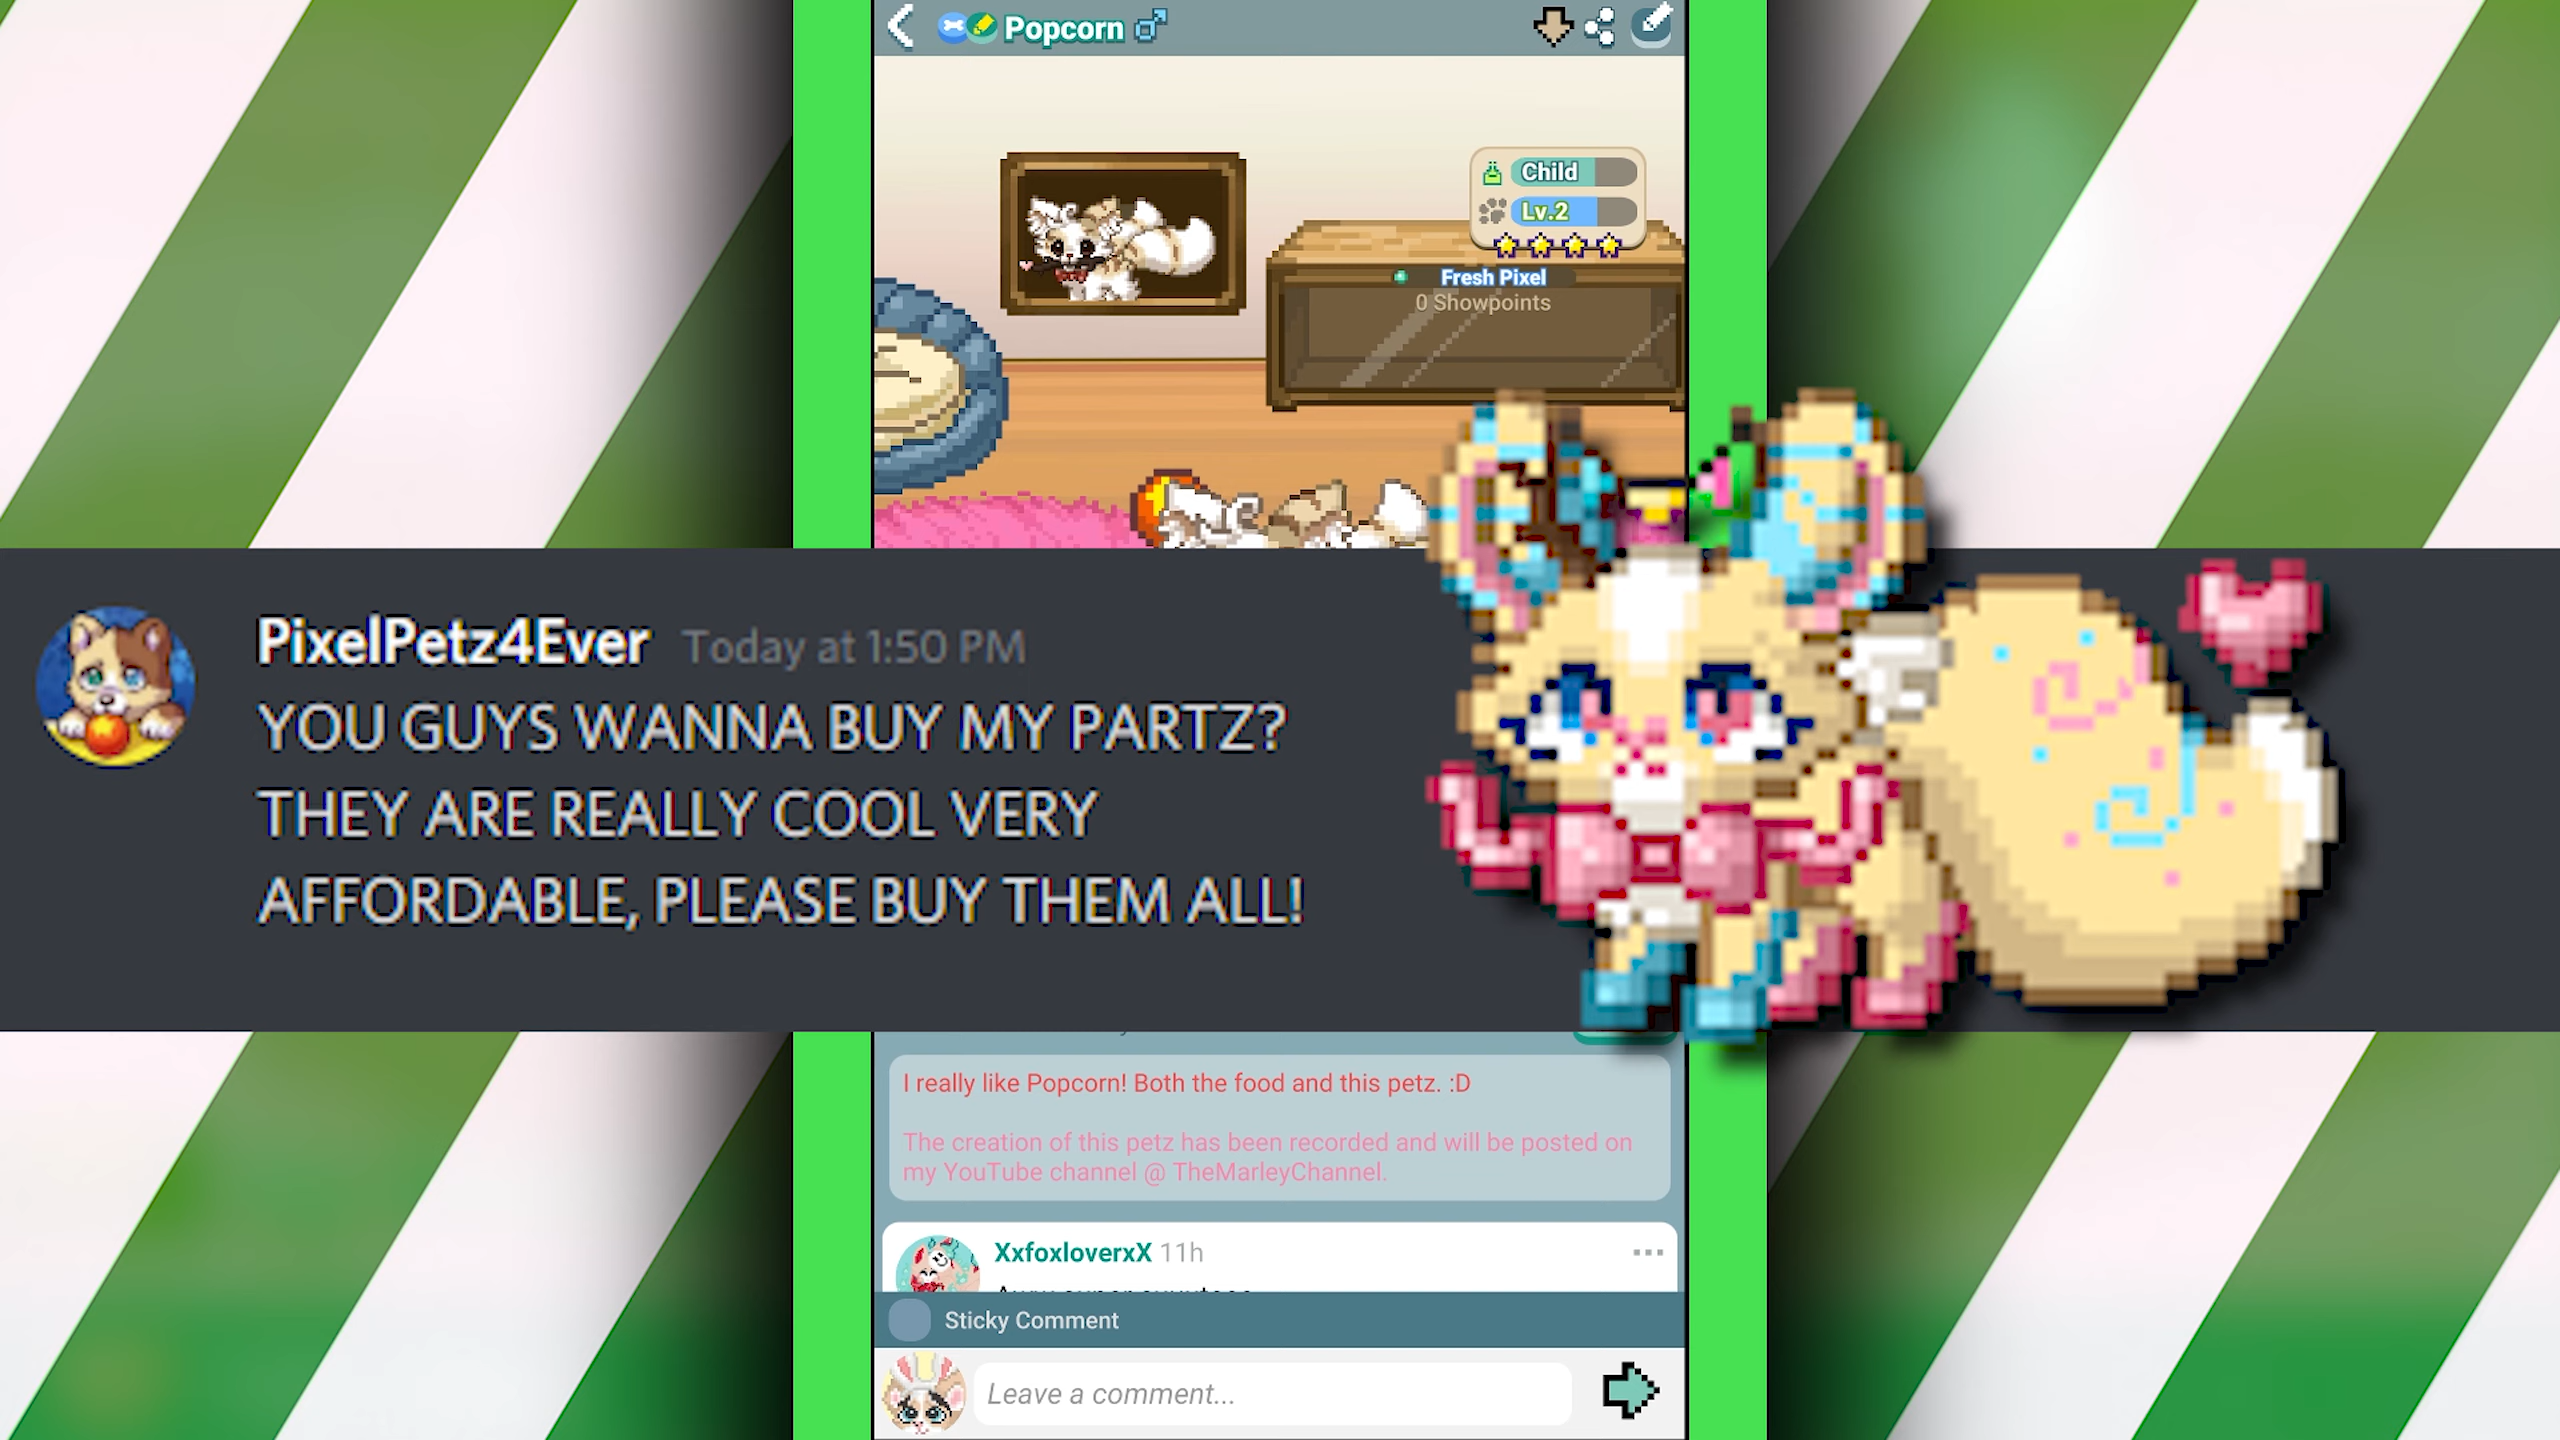 Popcorn
Child
Lv.2
Fresh Pixel
0 Showpoints
PixelPetz4Ever Today at 1:50 PM
YOU GUYS WANNA BUY MY PARTZ?
THEY ARE REALLY COOL VERY
AFFORDABLE, PLEASE BUY THEM ALL!
I really like Popcorn! Both the food and this petz. :D
The creation of this petz has been recorded and will be posted on
my YouTube channel @ TheMarleyChannel.
XxfoxloverxX 11h
Sticky Comment
Leave a comment...